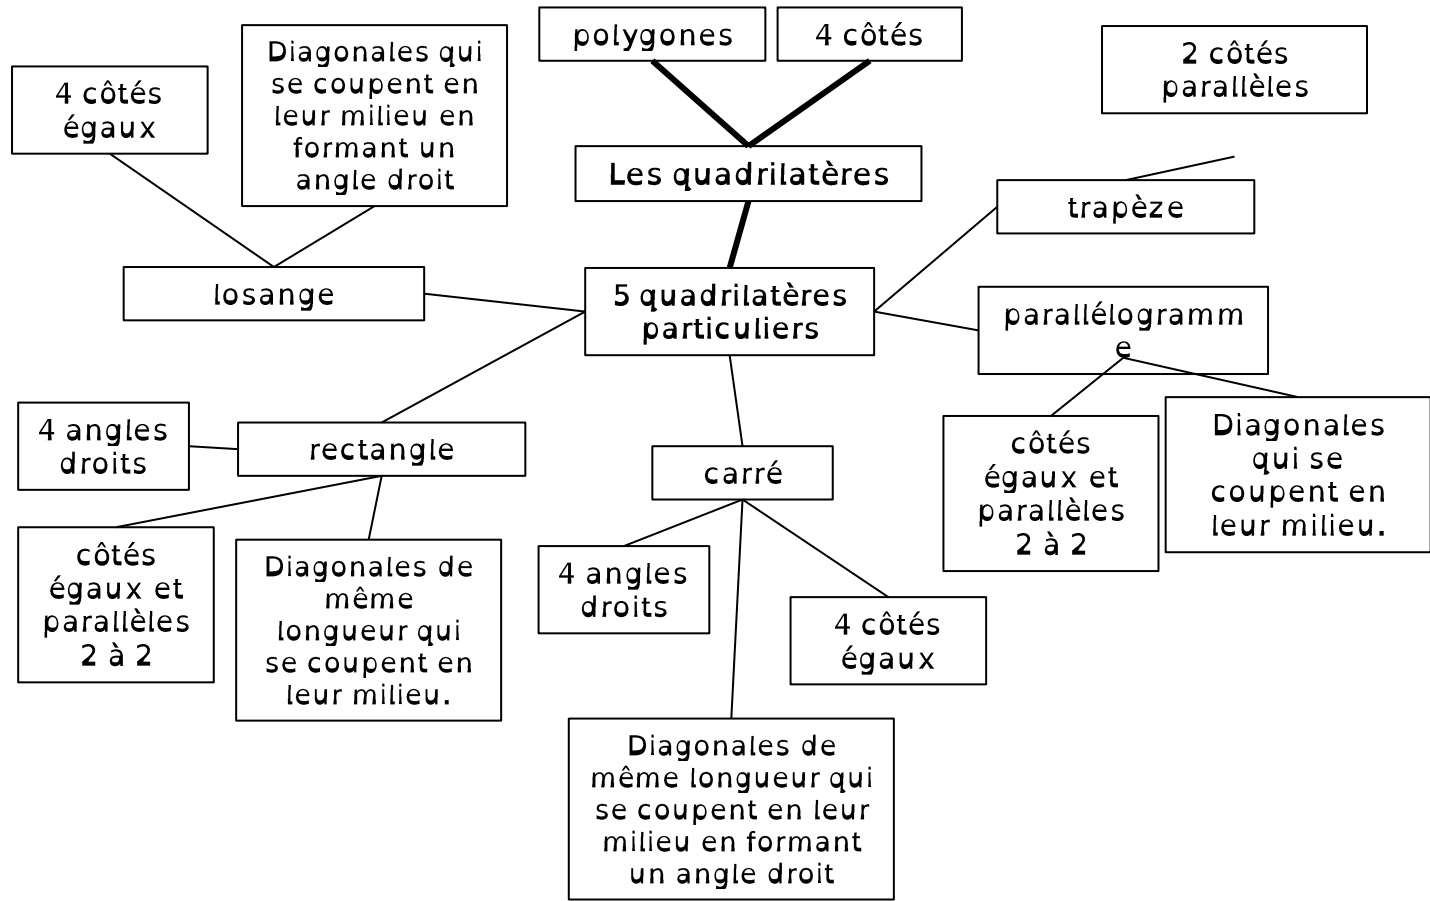 polygones
4 côtés
2 côtés
parallèles
Diagonales qui
se coupent en
leur milieu en
formant un
angle droit
4 côtés
égaux
Les quadrilatères
trapèze
losange
5 quadrilatères
particuliers
parallélogramm
e
4 angles
droits
rectangle
carré
côtés
égaux et
parallèles
2 à 2
Diagonales
qui se
coupent en
leur milieu.
côtés
égaux et
parallèles
2 à 2
Diagonales de
même
longueur qui
se coupent en
leur milieu.
4 angles
droits
4 côtés
égaux
Diagonales de
même longueur qui
se coupent en leur
milieu en formant
un angle droit